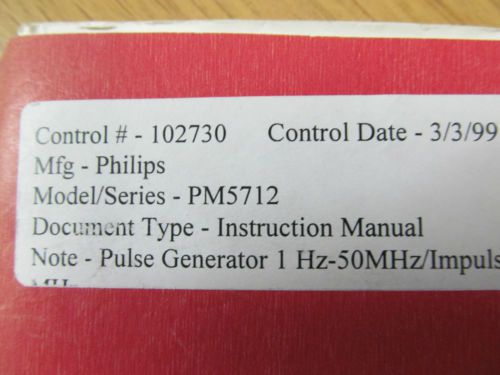 Control # - 102730 Control Date - 3/3/99
Mfg - Philips
Model/Series - PM5712
Document Type - Instruction Manual
Note - Pulse Generator 1 Hz-50MHz/Impuls